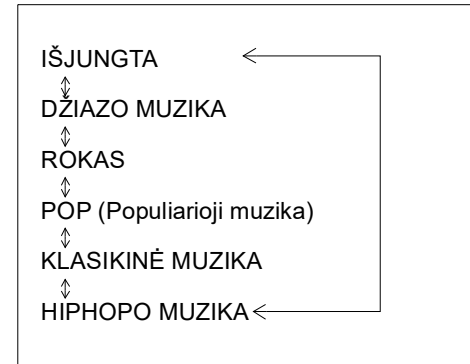 IŠJUNGTA
DŽIAZO MUZIKA
ROKAS
POP (Populiarioji muzika)
KLASIKINĖ MUZIKA
HIPHOPO MUZIKA